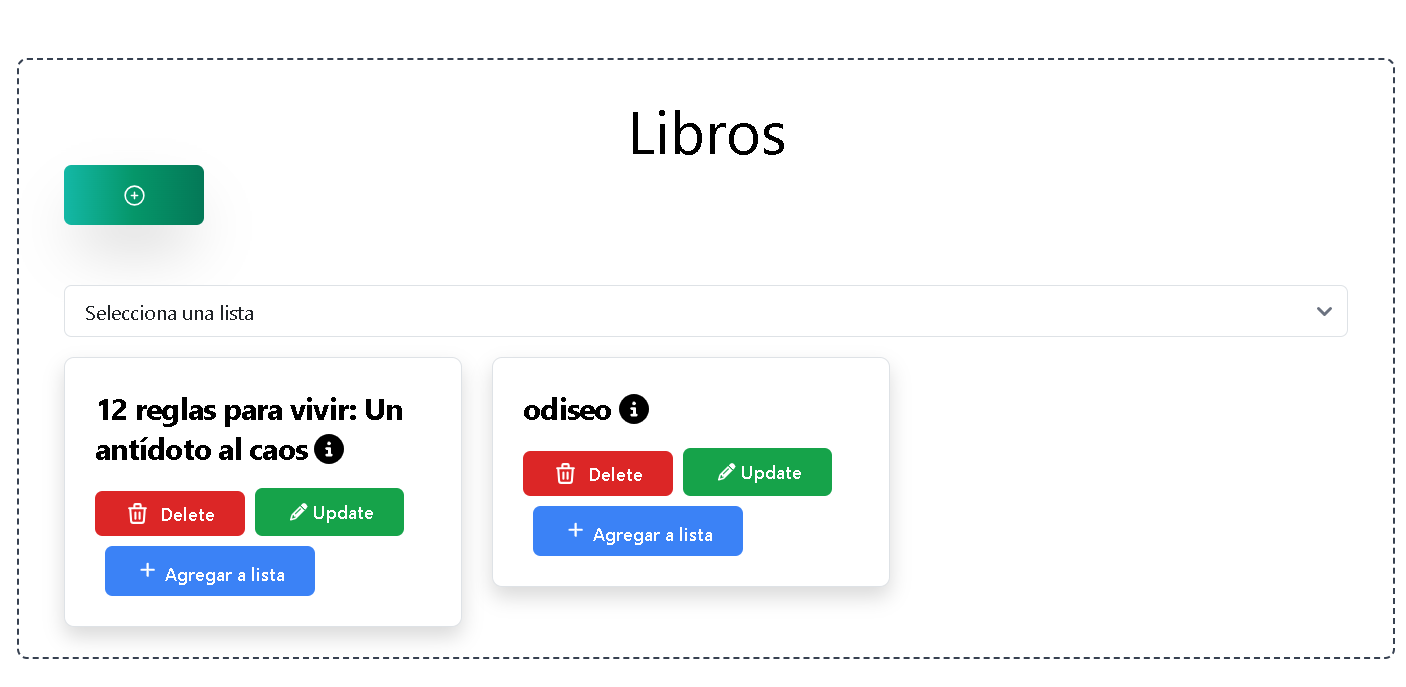 Libros
Selecciona una lista
12 reglas para vivir: Un
antídoto al caos
Delete
Update
Agregar a lista
odiseo
Delete
Update
Agregar a lista